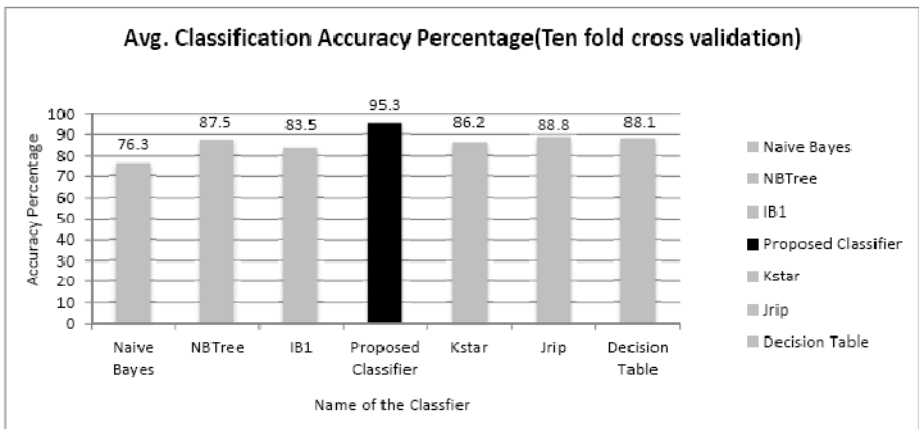 Avg. Classification Accuracy Percentage(Ten fold cross validation)
Accuracy Percentage
100
90
80
70
60
50
40
30
20
10
0
76.3
87.5
83.5
95.3
86.2
88.8
88.1
Naive Bayes
NBTree
IB1
Proposed Classifier
Kstar
Jrip
Decision Table
Name of the Classfier
Naive Bayes
NBTree
IB1
Proposed Classifier
Kstar
Jrip
Decision Table